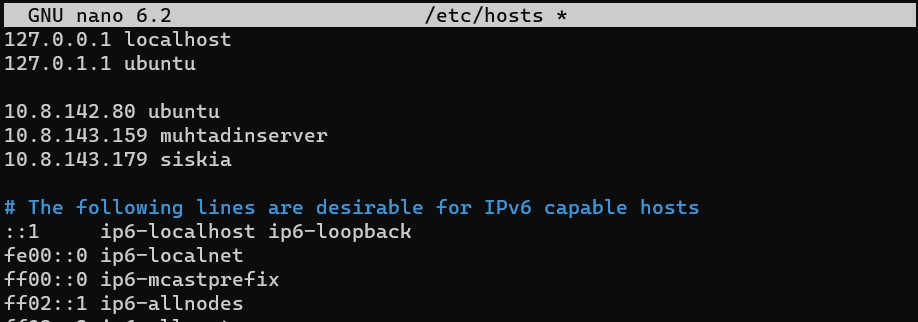 GNU nano 6.2 /etc/hosts *
127.0.0.1 localhost
127.0.1.1 ubuntu
10.8.142.80 ubuntu
10.8.143.159 muhtadinserver
10.8.143.179 siskia
# The following lines are desirable for IPv6 capable hosts
::1 ip6-localhost ip6-loopback
fe00::0 ip6-localnet
ff00::0 ip6-mcastprefix
ff02::1 ip6-allnodes